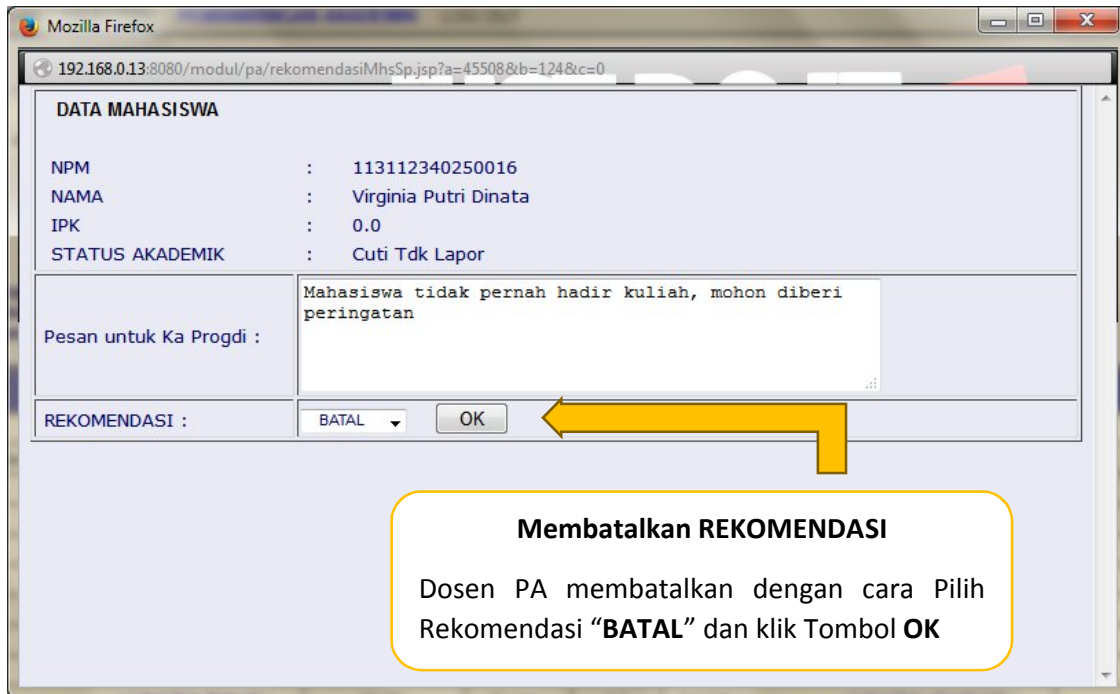 Mozilla Firefox
192.168.0.13:8080/modul/pa/rekomendasiMhsSp.jsp?a=45508&b=124&c=0
DATA MAHASISWA
NPM : 113112340250016
NAMA : Virginia Putri Dinata
IPK : 0.0
STATUS AKADEMIK : Cuti Tdk Lapor
Mahasiswa tidak pernah hadir kuliah, mohon diberi
peringatan
Pesan untuk Ka Progdi :
REKOMENDASI : BATAL OK
Membatalkan REKOMENDASI
Dosen PA membatalkan dengan cara Pilih
Rekomendasi “BATAL” dan klik Tombol OK